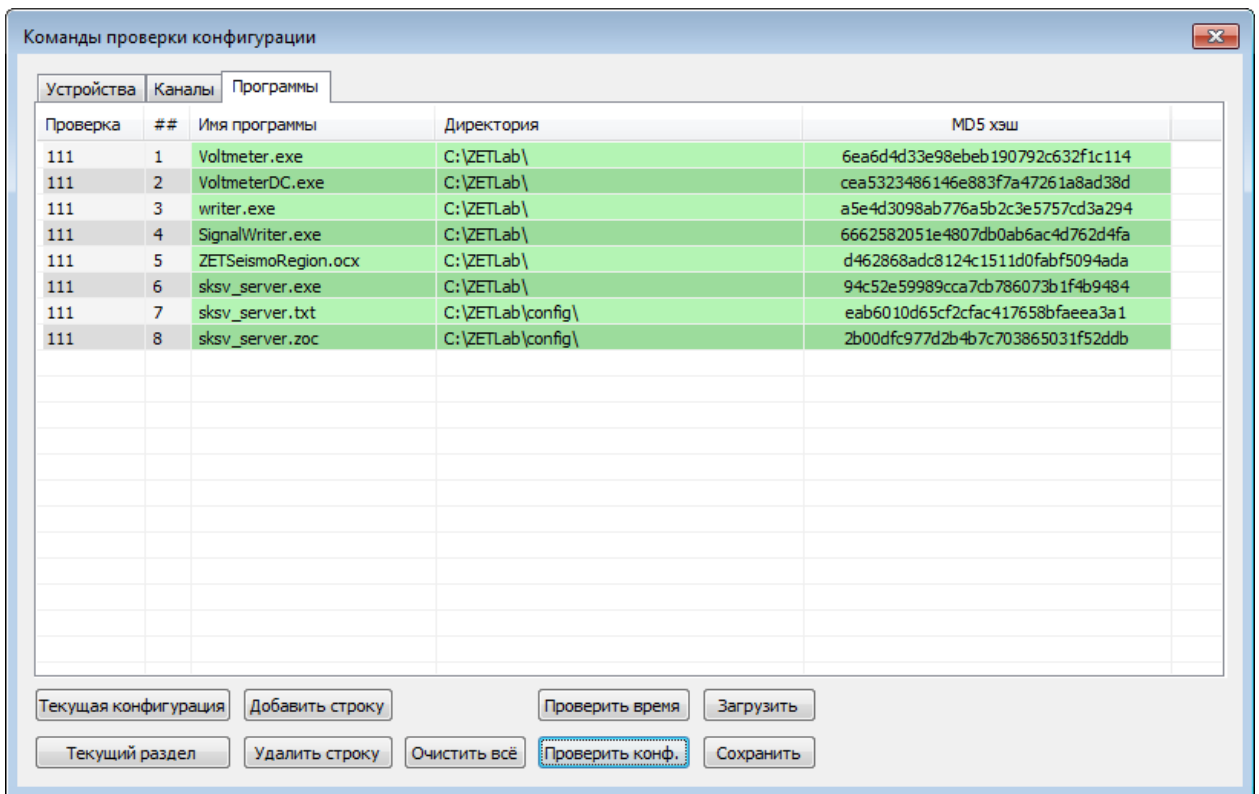 Команды проверки конфигурации
Устройства Каналы Программы
Проверка ## Имя программы Директория MD5 хэш
111 1 Voltmeter.exe C:\ZETLab\ 6ea6d4d33e98ebeb190792c632f1c114
111 2 VoltmeterDC.exe C:\ZETLab\ cea5323486146e883f7a47261a8ad38d
111 3 writer.exe C:\ZETLab\ a5e4d3098ab776a5b2c3e5757cd3a294
111 4 SignalWriter.exe C:\ZETLab\ 6662582051e4807db0ab6ac4d762d4fa
111 5 ZETSeismoRegion.ocx C:\ZETLab\ d462868adc8124c1511d0fabf5094ada
111 6 sksv_server.exe C:\ZETLab\ 94c52e59989cca7cb786073b1f4b9484
111 7 sksv_server.txt C:\ZETLab\config\ eab6010d65cf2cfac417658bfaeea3a1
111 8 sksv_server.zoc C:\ZETLab\config\ 2b00dfc977d2b4b7c703865031f52ddb
Текущая конфигурация Добавить строку Проверить время Загрузить
Текущий раздел Удалить строку Очистить всё Проверить конф. Сохранить